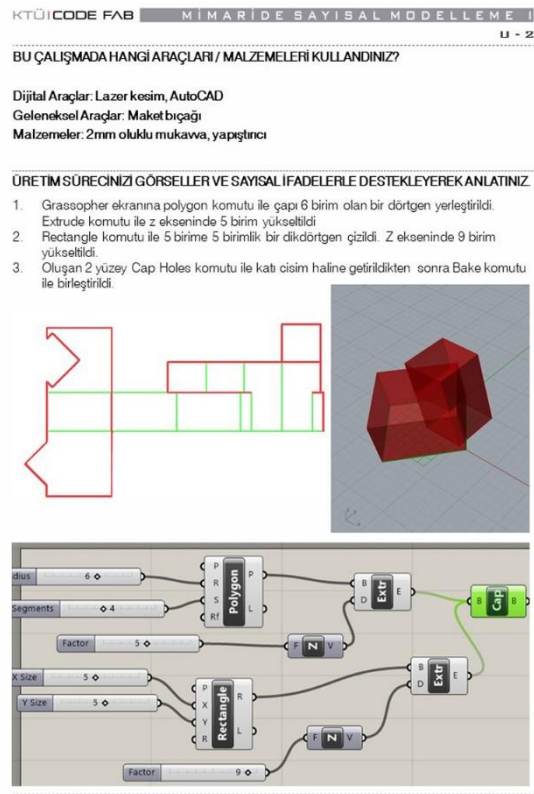 KTÜ|CODE FAB MİMARİDE SAYISAL MODELLEME I
U - 2
BU ÇALIŞMADA HANGİ ARAÇLARI / MALZEMELERİ KULLANDINIZ?
Dijital Araçlar: Lazer kesim, AutoCAD
Geleneksel Araçlar: Maket bıçağı
Malzemeler: 2mm oluklu mukavva, yapıştırıcı
ÜRETİM SÜRECİNİZİ GÖRSELLER VE SAYISAL İFADELERLE DESTEKLEYEREK ANLATINIZ.
1. Grassopher ekranına polygon komutu ile çapı 6 birim olan bir dörtgen yerleştirildi.
Extrude komutu ile z ekseninde 5 birim yükseltildi
2. Rectangle komutu ile 5 birime 5 birimlik bir dikdörtgen çizildi. Z ekseninde 9 birim
yükseltildi.
3. Oluşan 2 yüzey Cap Holes komutu ile katı cisim haline getirildikten sonra Bake komutu
ile birleştirildi.
dius 6
Segments 4
Factor 5
P R S Rf Polygon P L
F Z V
B D Extr E
B Cap B
X Size 5
Y Size 5
P X Y R Rectangle R L
B D Extr E
F Z V
Factor 9